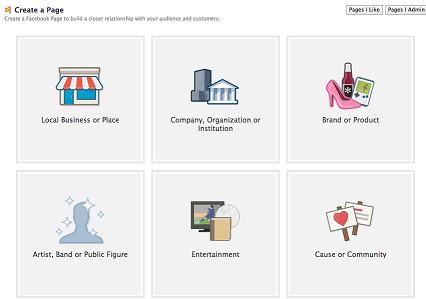 Create a Page
Pages I Like
Pages I Admin
Create a Facebook Page to build a closer relationship with your audience and customers.
Local Business or Place
Company, Organization or
Institution
Brand or Product
Artist, Band or Public Figure
Entertainment
Cause or Community